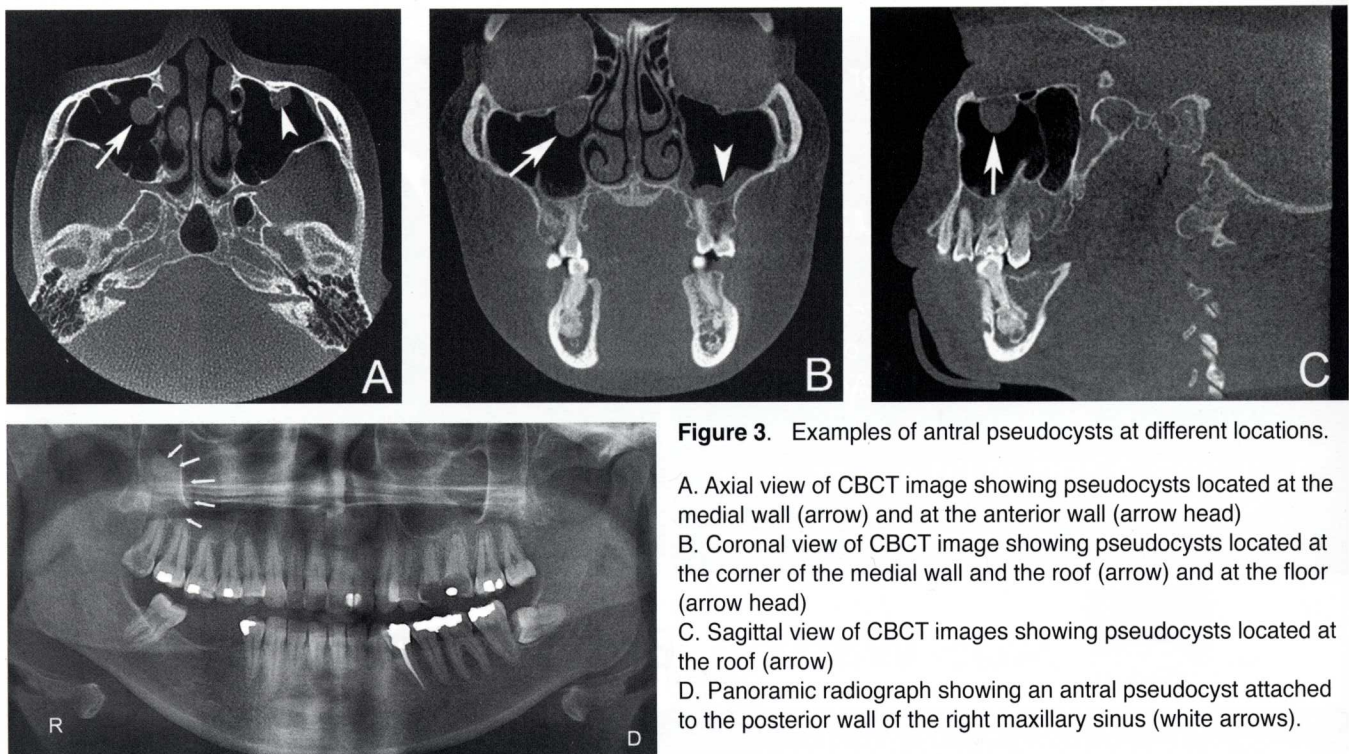 A
B
C
R
D
Figure 3. Examples of antral pseudocysts at different locations.
A. Axial view of CBCT image showing pseudocysts located at the
medial wall (arrow) and at the anterior wall (arrow head)
B. Coronal view of CBCT image showing pseudocysts located at
the corner of the medial wall and the roof (arrow) and at the floor
(arrow head)
C. Sagittal view of CBCT images showing pseudocysts located at
the roof (arrow)
D. Panoramic radiograph showing an antral pseudocyst attached
to the posterior wall of the right maxillary sinus (white arrows).